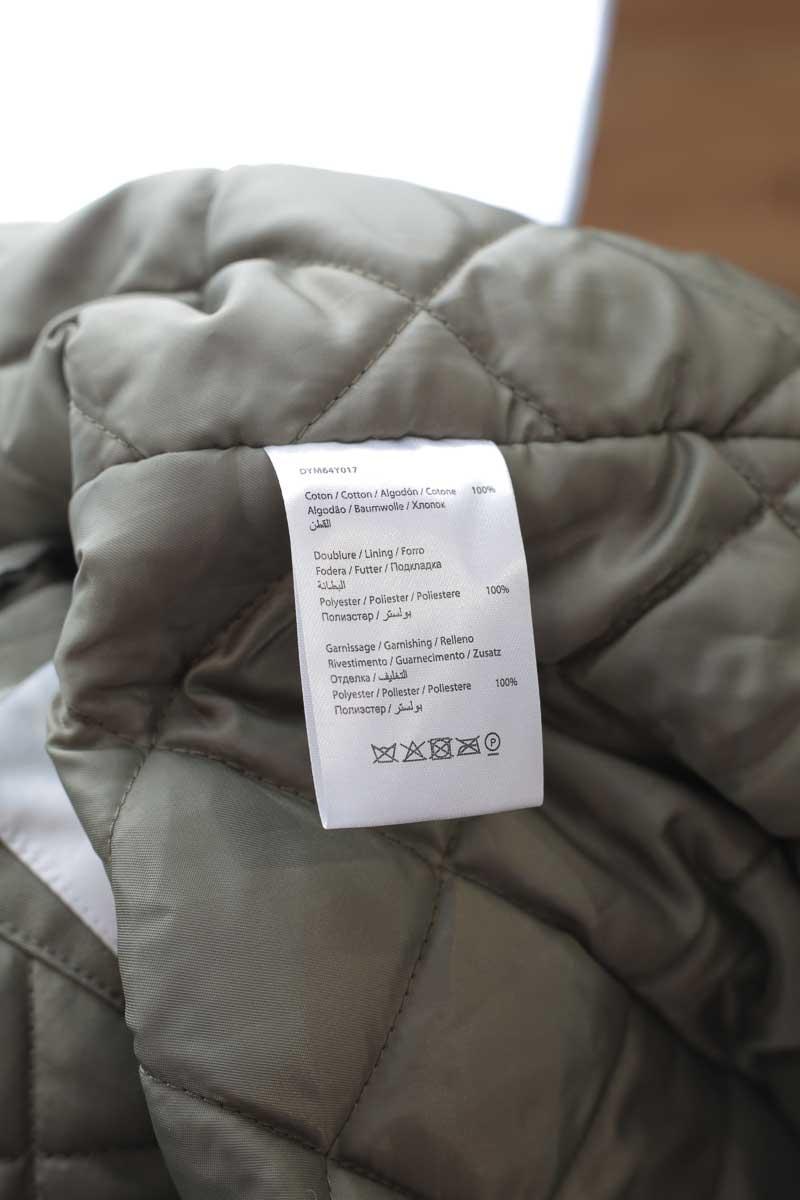 DYM64Y017
Coton / Cotton / Algodón / Cotone 100%
Algodão / Baumwolle / Хлопок
القطن
Doublure / Lining / Forro
Fodera / Futter / Подкладка
البطانة
Polyester / Poliester / Poliestere 100%
Полиэстер / بولستر
Garnissage / Garnishing / Relleno
Rivestimento / Guarnecimento / Zusatz
Отделка / التغليف
Polyester / Poliester / Poliestere 100%
Полиэстер / بولستر
P